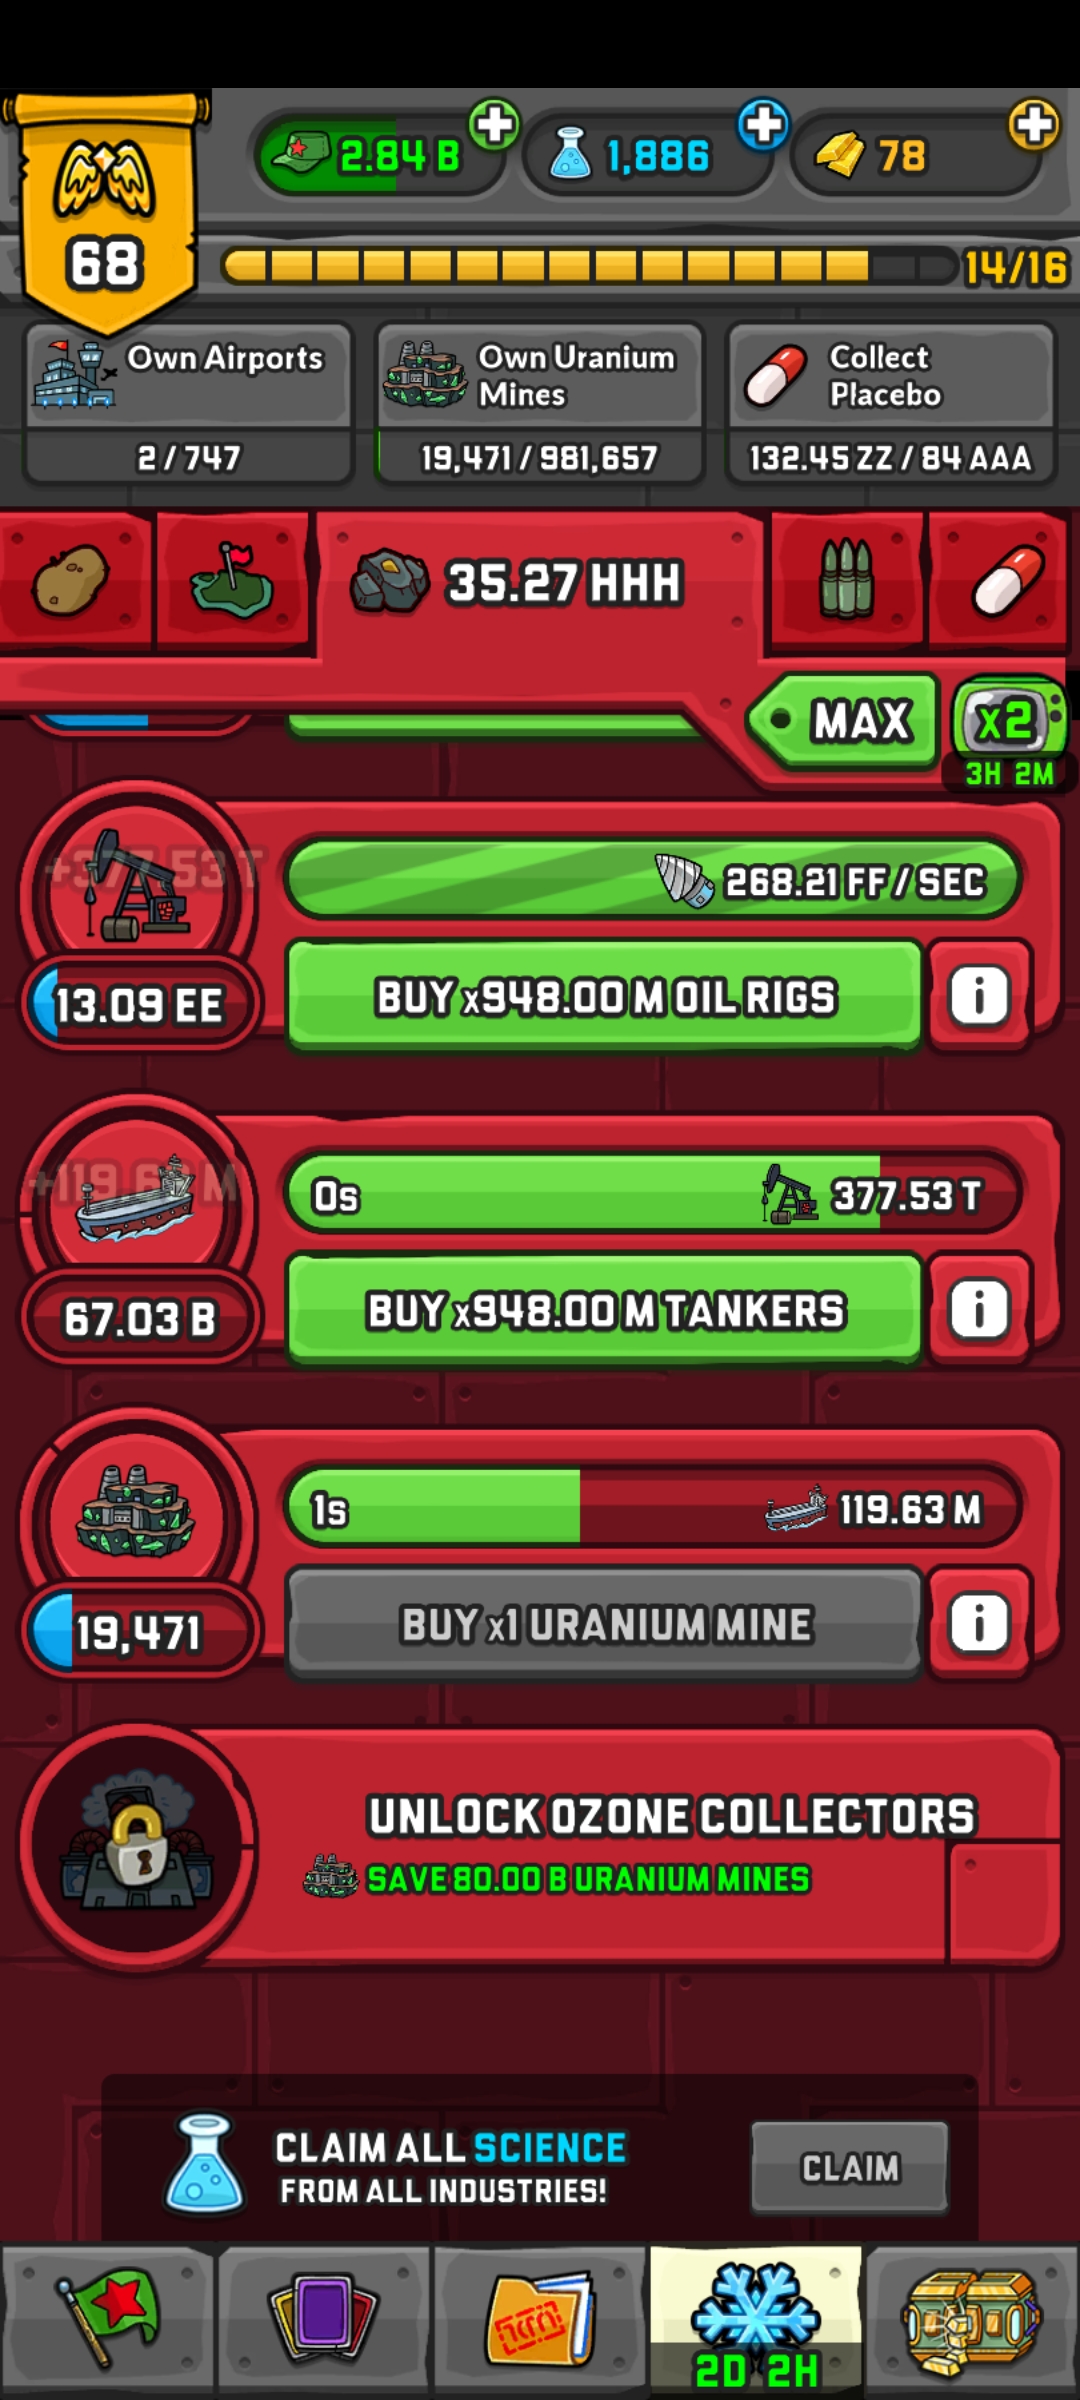 68
2.84 B
1,886
78
14/16
Own Airports
2 / 747
Own Uranium
Mines
19,471 / 981,657
Collect
Placebo
132.45 ZZ / 84 AAA
35.27 HHH
MAX
x2
3H 2M
+377.53 T
268.21 FF / SEC
13.09 EE
BUY x948.00 M OIL RIGS
i
+119.63 M
0s
377.53 T
67.03 B
BUY x948.00 M TANKERS
i
1s
119.63 M
19,471
BUY x1 URANIUM MINE
i
UNLOCK OZONE COLLECTORS
SAVE 80.00 B URANIUM MINES
CLAIM ALL SCIENCE
FROM ALL INDUSTRIES!
CLAIM
2D 2H